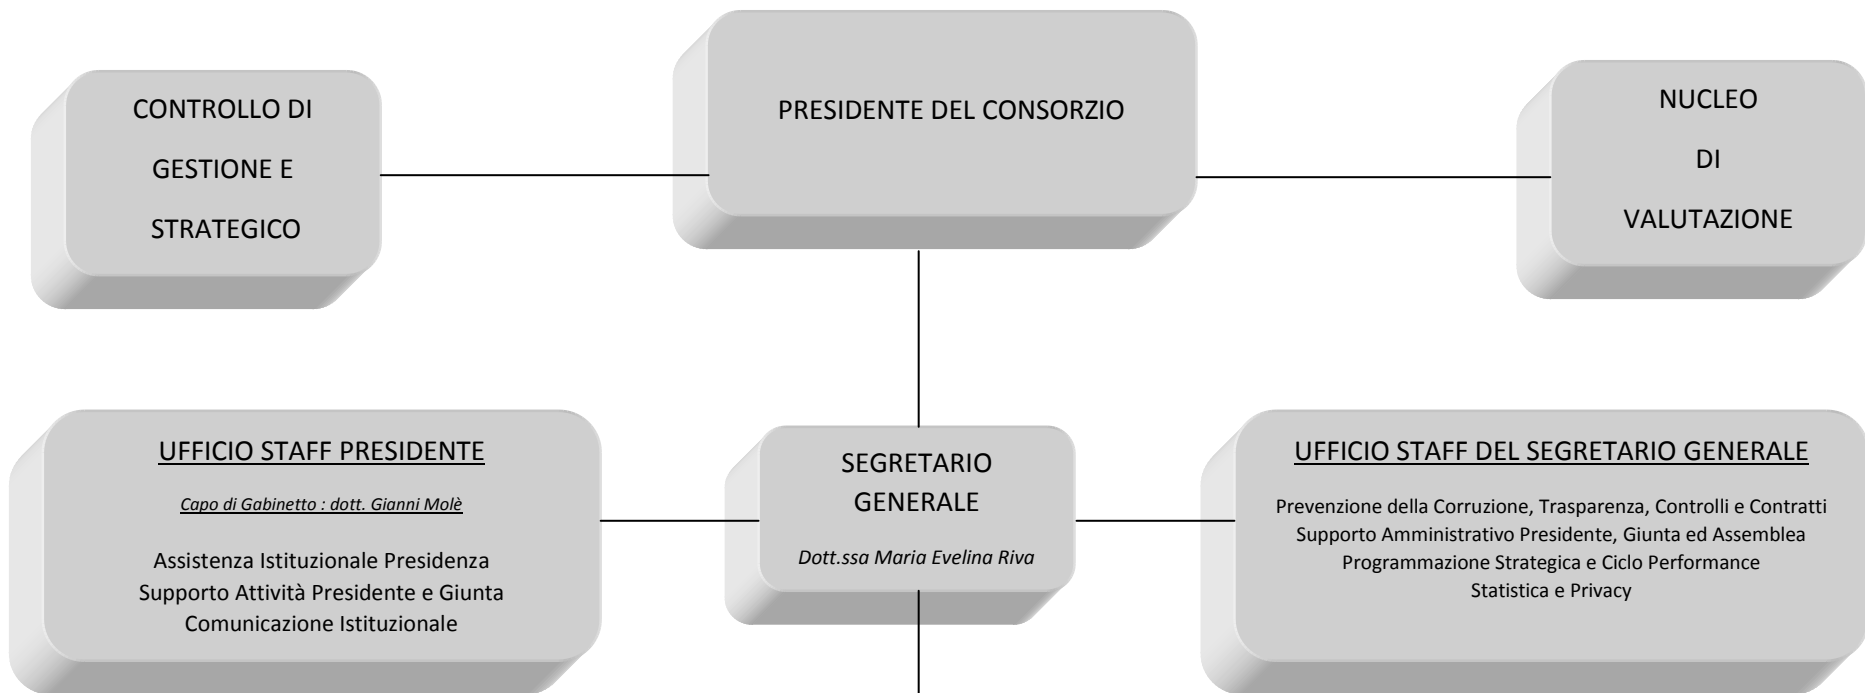 CONTROLLO DI
GESTIONE E
STRATEGICO
PRESIDENTE DEL CONSORZIO
NUCLEO
DI
VALUTAZIONE
UFFICIO STAFF PRESIDENTE
Capo di Gabinetto : dott. Gianni Molè
Assistenza Istituzionale Presidenza
Supporto Attività Presidente e Giunta
Comunicazione Istituzionale
SEGRETARIO
GENERALE
Dott.ssa Maria Evelina Riva
UFFICIO STAFF DEL SEGRETARIO GENERALE
Prevenzione della Corruzione, Trasparenza, Controlli e Contratti
Supporto Amministrativo Presidente, Giunta ed Assemblea
Programmazione Strategica e Ciclo Performance
Statistica e Privacy